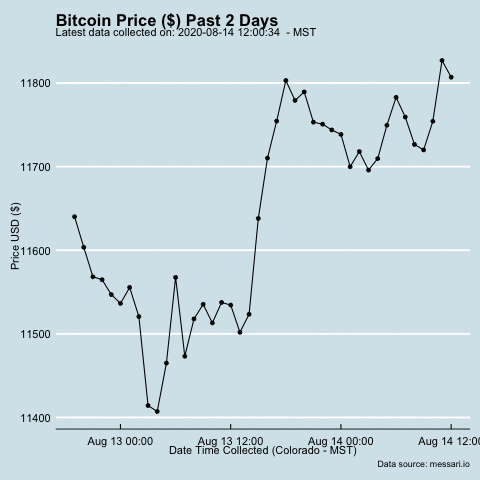 Bitcoin Price ($) Past 2 Days
Latest data collected on: 2020-08-14 12:00:34  - MST
11800
11700
11600
11500
11400
Price USD ($)
Aug 13 00:00 Aug 13 12:00 Aug 14 00:00 Aug 14 12:00
Date Time Collected (Colorado - MST)
Data source: messari.io